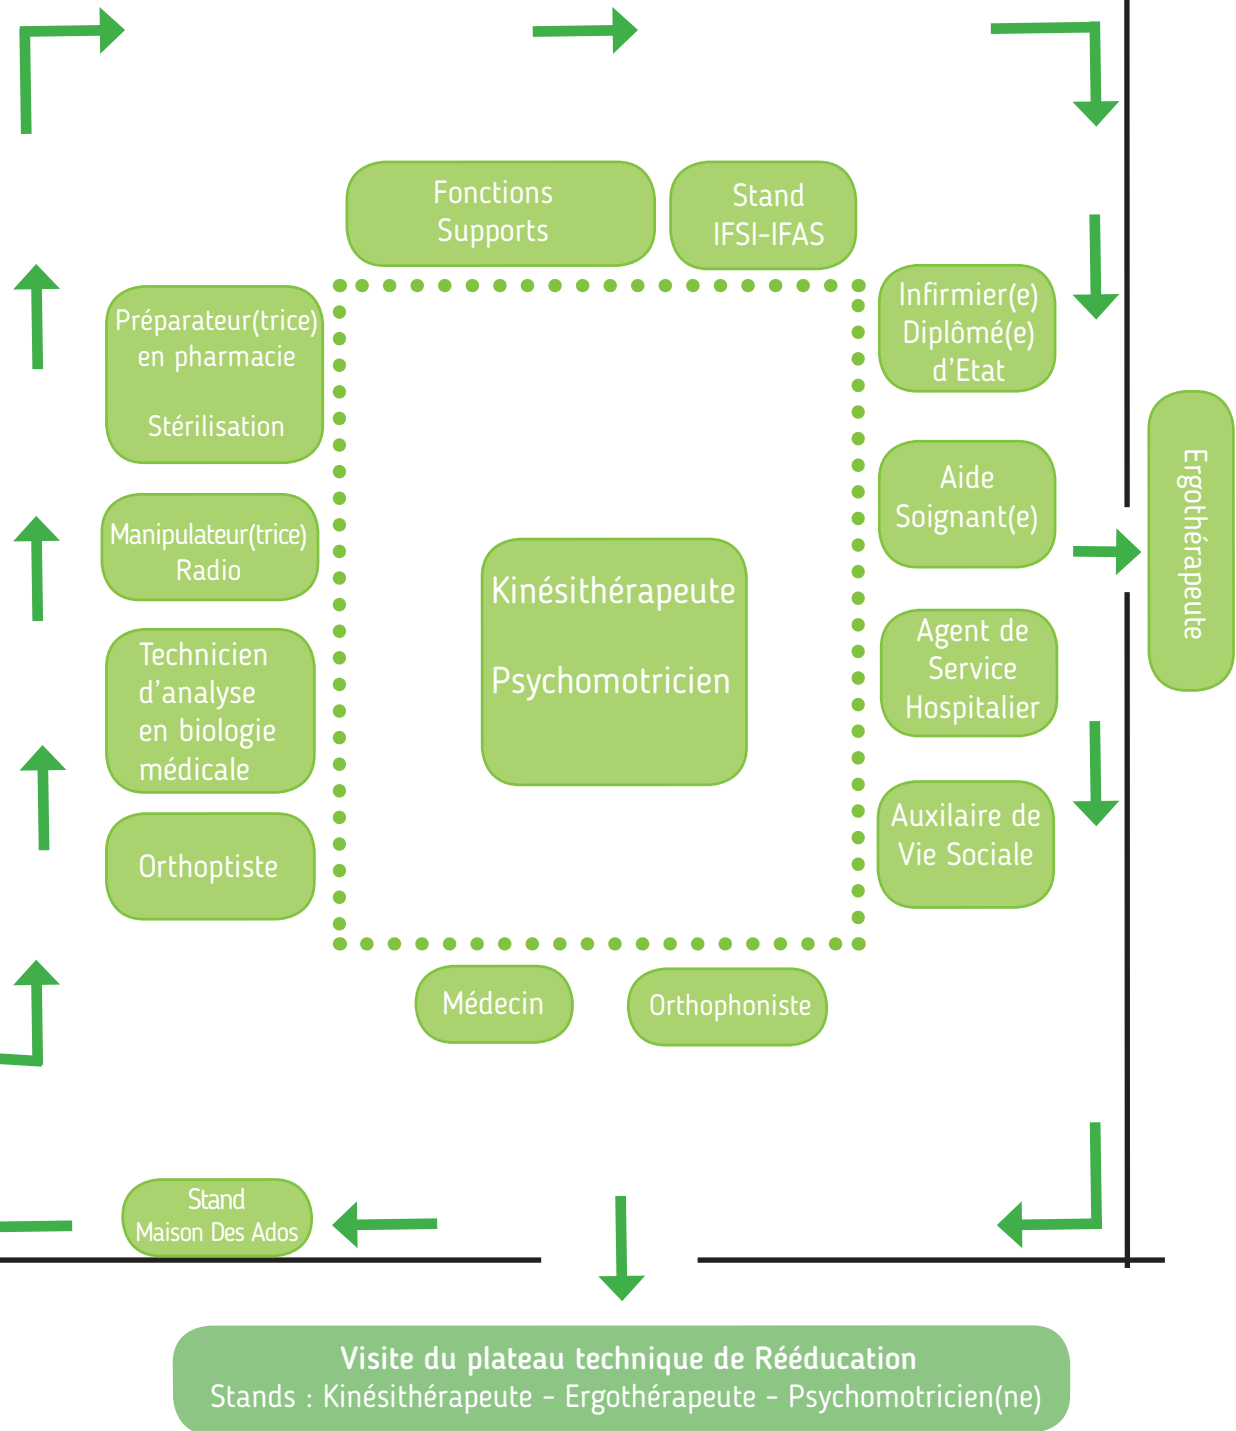 Fonctions
Supports
Stand
IFSI-IFAS
Préparateur(trice)
en pharmacie
Stérilisation
Infirmier(e)
Diplômé(e)
d'Etat
Manipulateur(trice)
Radio
Aide
Soignant(e)
Ergothérapeute
Kinésithérapeute
Psychomotricien
Technicien
d'analyse
en biologie
médicale
Agent de
Service
Hospitalier
Orthoptiste
Auxilaire de
Vie Sociale
Médecin
Orthophoniste
Stand
Maison Des Ados
Visite du plateau technique de Rééducation
Stands : Kinésithérapeute - Ergothérapeute - Psychomotricien(ne)